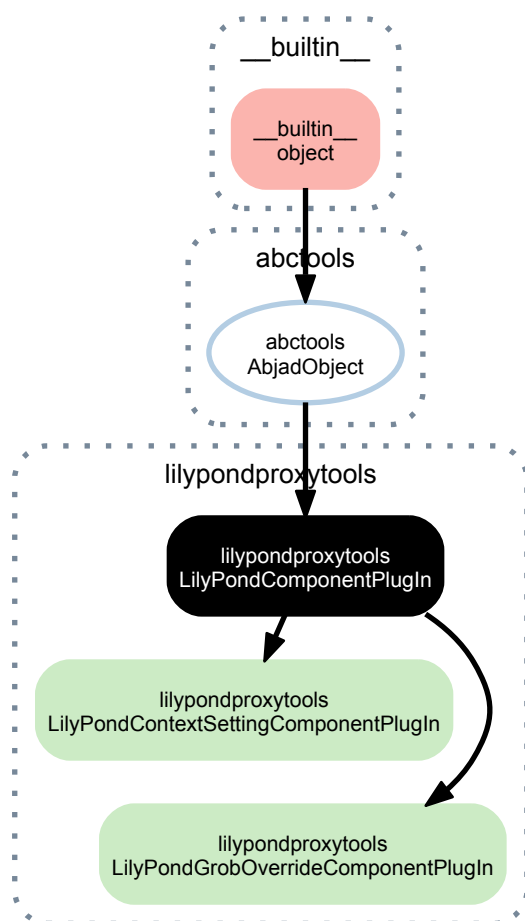 __builtin__
__builtin__
object
abctools
abctools
AbjadObject
lilypondproxytools
lilypondproxytools
LilyPondComponentPlugIn
lilypondproxytools
LilyPondContextSettingComponentPlugIn
lilypondproxytools
LilyPondGrobOverrideComponentPlugIn